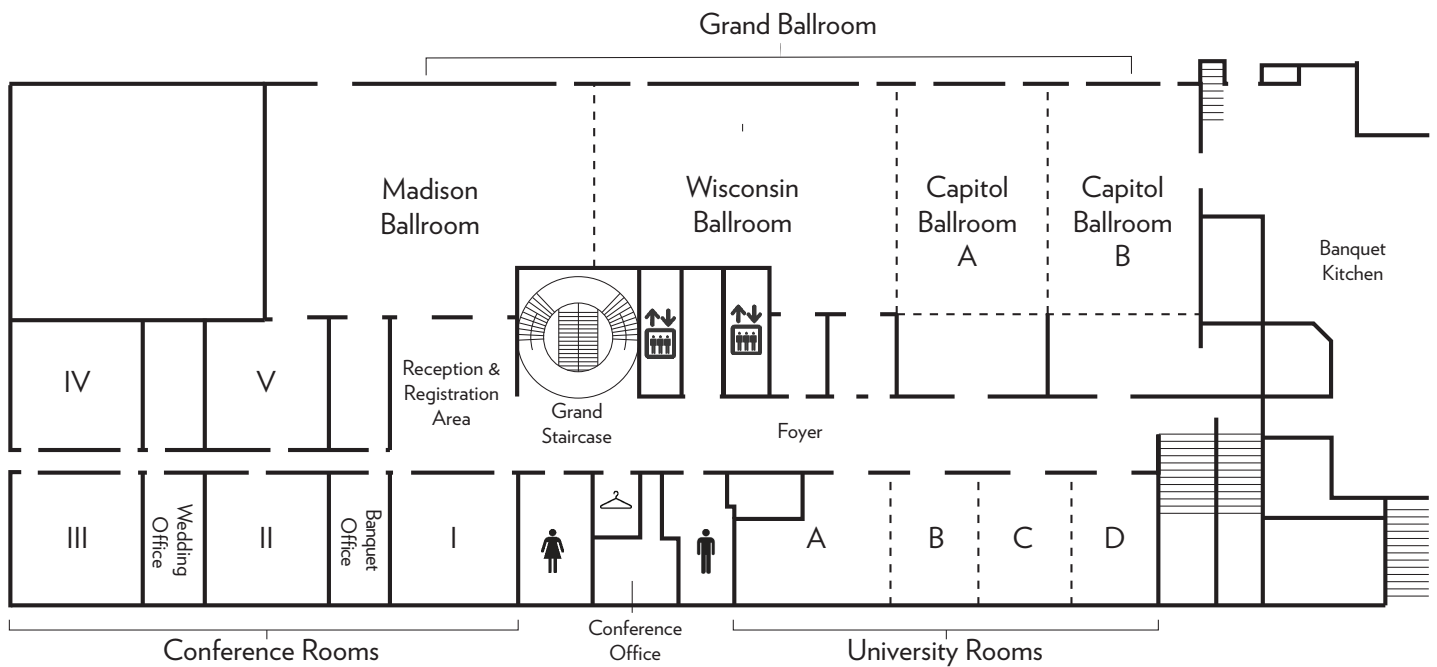 Grand Ballroom
Madison
Ballroom
Wisconsin
Ballroom
Capitol
Ballroom
A
Capitol
Ballroom
B
Banquet
Kitchen
IV
V
Reception &
Registration
Area
Grand
Staircase
Foyer
III
Wedding
Office
II
Banquet
Office
I
A
B
C
D
Conference Rooms
Conference
Office
University Rooms